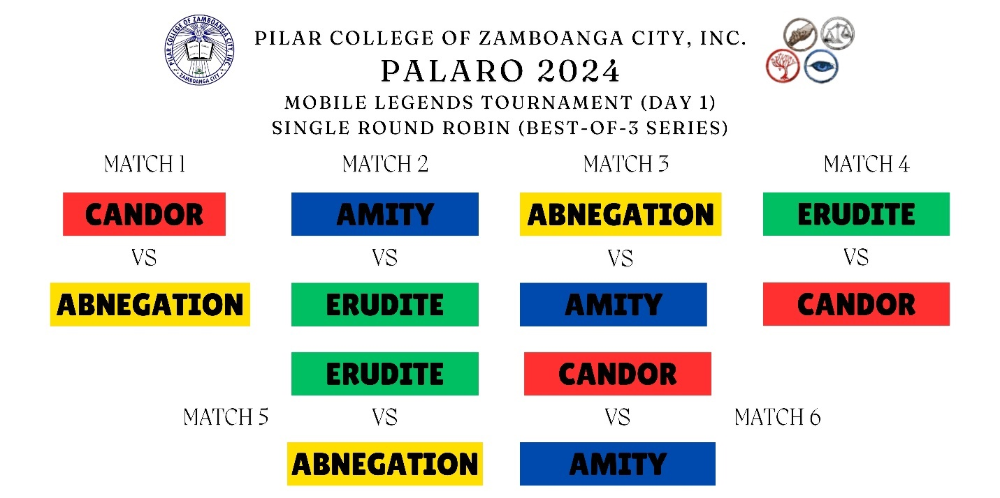 PILAR COLLEGE OF ZAMBOANGA CITY, INC.
PILAR COLLEGE OF ZAMBOANGA CITY, INC.
PALARO 2024
MOBILE LEGENDS TOURNAMENT (DAY 1)
SINGLE ROUND ROBIN (BEST-OF-3 SERIES)
MATCH 1
CANDOR
VS
ABNEGATION
MATCH 2
AMITY
VS
ERUDITE
MATCH 3
ABNEGATION
VS
AMITY
MATCH 4
ERUDITE
VS
CANDOR
MATCH 5
ERUDITE
VS
ABNEGATION
CANDOR
VS
AMITY
MATCH 6